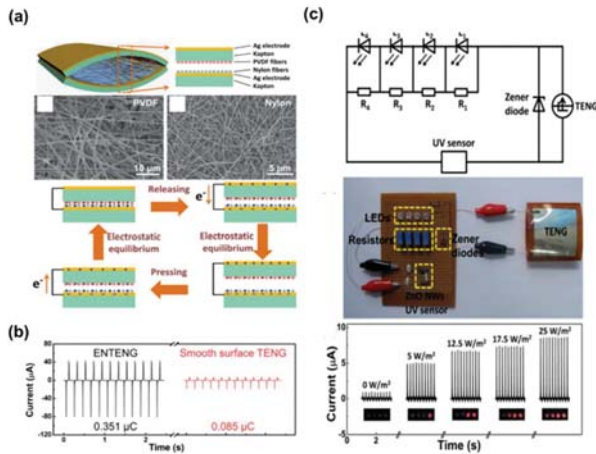 (a)
Ag electrode
Kapton
PVDF fibers
Nylon fibers
Ag electrode
Kapton
PVDF
10 μm
Nylon
5 μm
Releasing
e-
Electrostatic
equilibrium
Electrostatic
equilibrium
Pressing
e-
(b)
Current (μA)
80
40
0
-40
-80
-120
ENTENG
0.351 μC
Smooth surface TENG
0.085 μC
0
1
2
Time (s)
(c)
R4
R3
R2
R1
Zener
diode
TENG
UV sensor
LEDs
Resistors
Zener
diodes
TENG
ZnO NWs
UV sensor
Current (μA)
10
5
0
0 W/m2
5 W/m2
12.5 W/m2
17.5 W/m2
25 W/m2
0
2
Time (s)